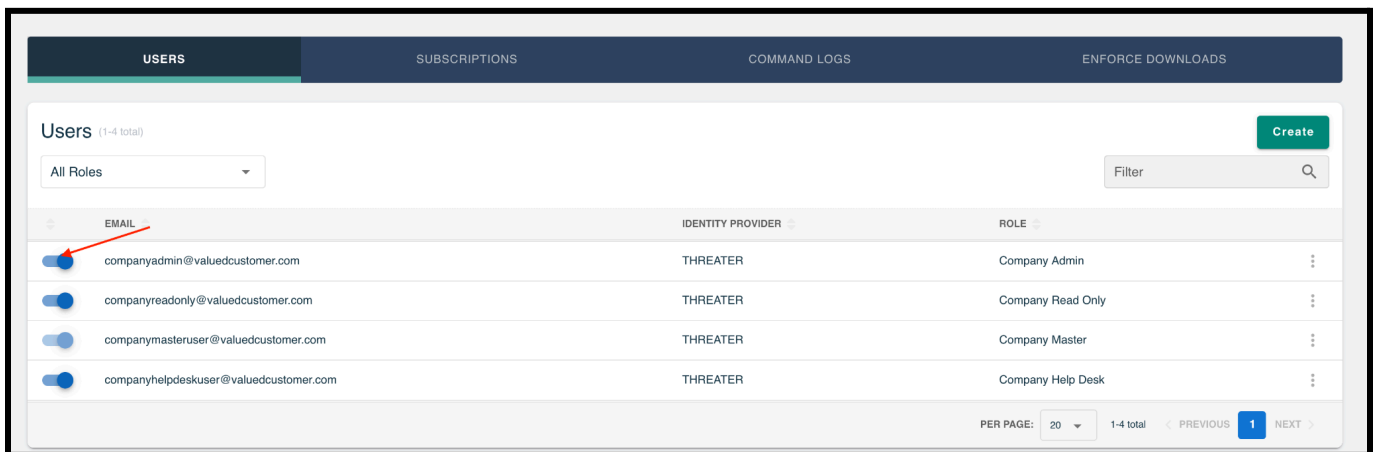 USERS SUBSCRIPTIONS COMMAND LOGS ENFORCE DOWNLOADS
Users (1-4 total) Create
All Roles Filter
EMAIL IDENTITY PROVIDER ROLE
companyadmin@valuedcustomer.com THREATER Company Admin
companyreadonly@valuedcustomer.com THREATER Company Read Only
companymasteruser@valuedcustomer.com THREATER Company Master
companyhelpdeskuser@valuedcustomer.com THREATER Company Help Desk
PER PAGE: 20 1-4 total < PREVIOUS 1 NEXT >